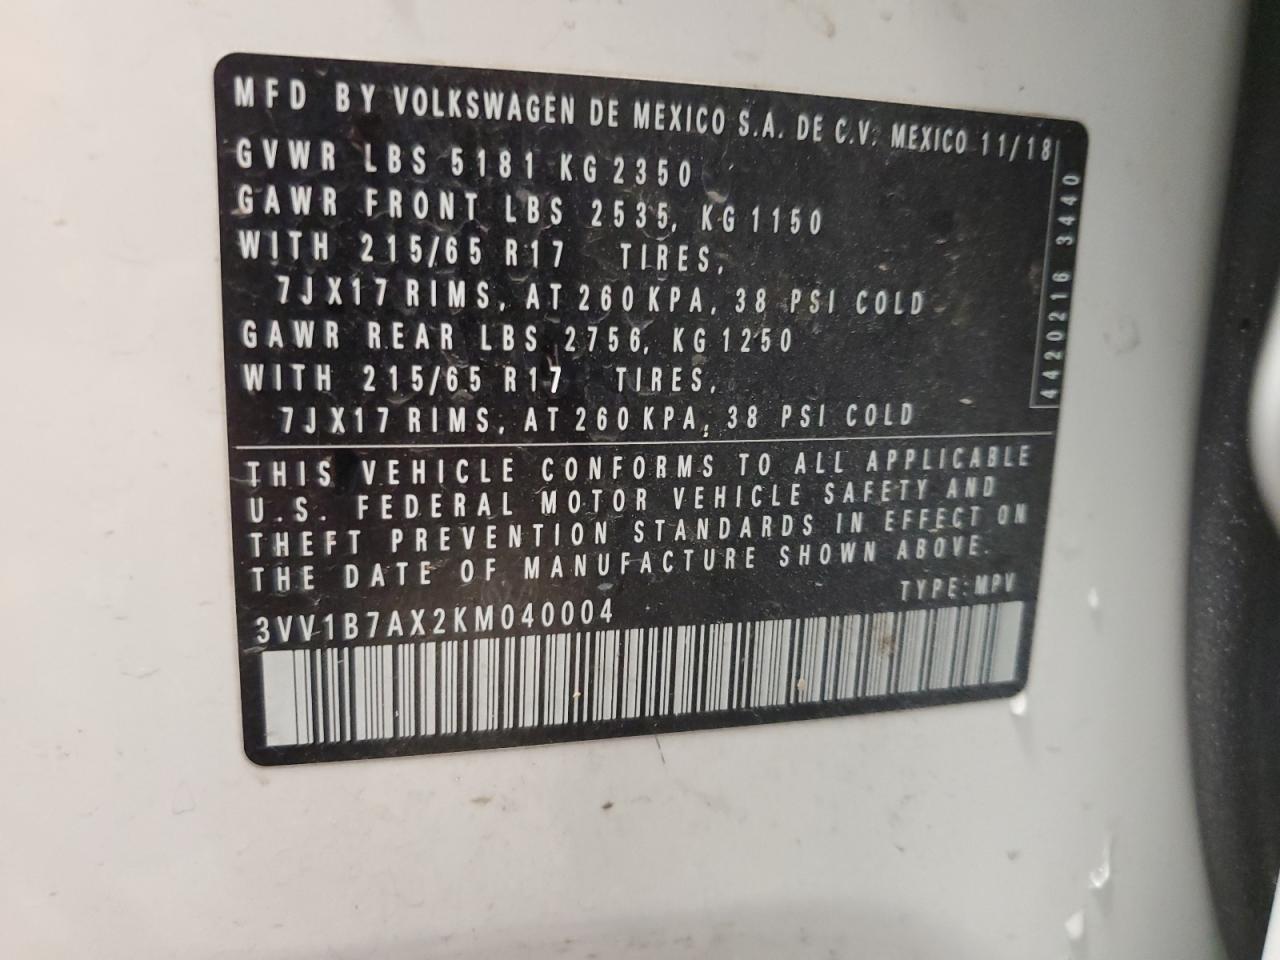 MFD BY VOLKSWAGEN DE MEXICO S.A. DE C.V. MEXICO 11/18
GVWR LBS 5181 KG 2350
GAWR FRONT LBS 2535, KG 1150
WITH 215/65 R17 TIRES,
7JX17 RIMS, AT 260 KPA, 38 PSI COLD
GAWR REAR LBS 2756, KG 1250
WITH 215/65 R17 TIRES,
7JX17 RIMS, AT 260 KPA, 38 PSI COLD
4420216 3440
THIS VEHICLE CONFORMS TO ALL APPLICABLE
U.S. FEDERAL MOTOR VEHICLE SAFETY AND
THEFT PREVENTION STANDARDS IN EFFECT ON
THE DATE OF MANUFACTURE SHOWN ABOVE.
TYPE: MPV
3VV1B7AX2KM040004